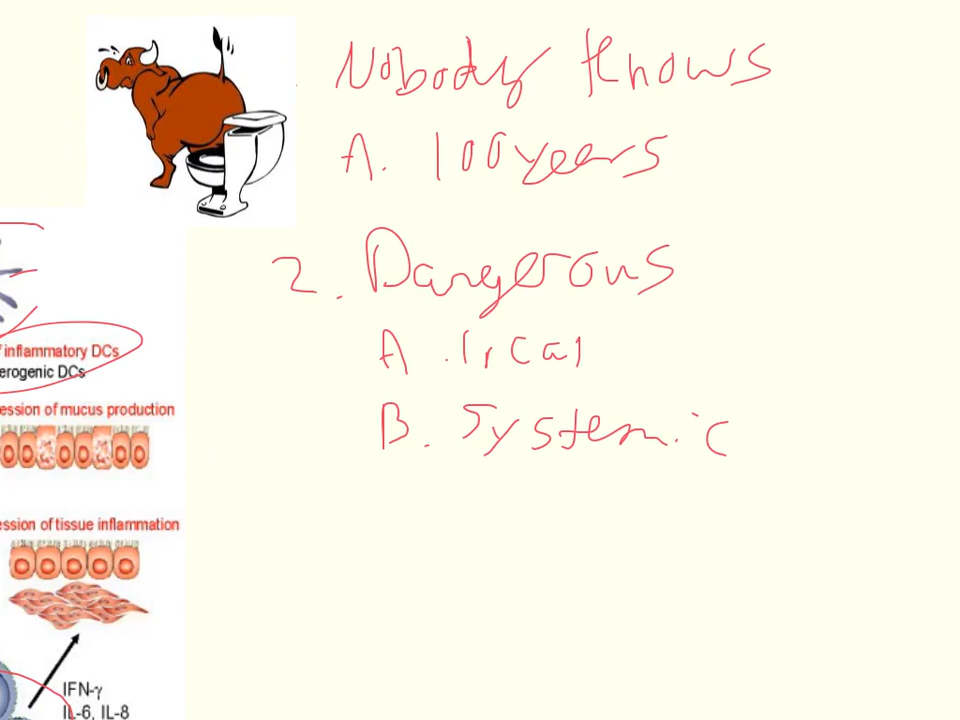 Nobody Knows
A. 100 years
2. Dangerous
A. local
B. Systemic
inflammatory DCs
erogenic DCs
ession of mucus production
ession of tissue inflammation
IFN-γ
IL-6, IL-8